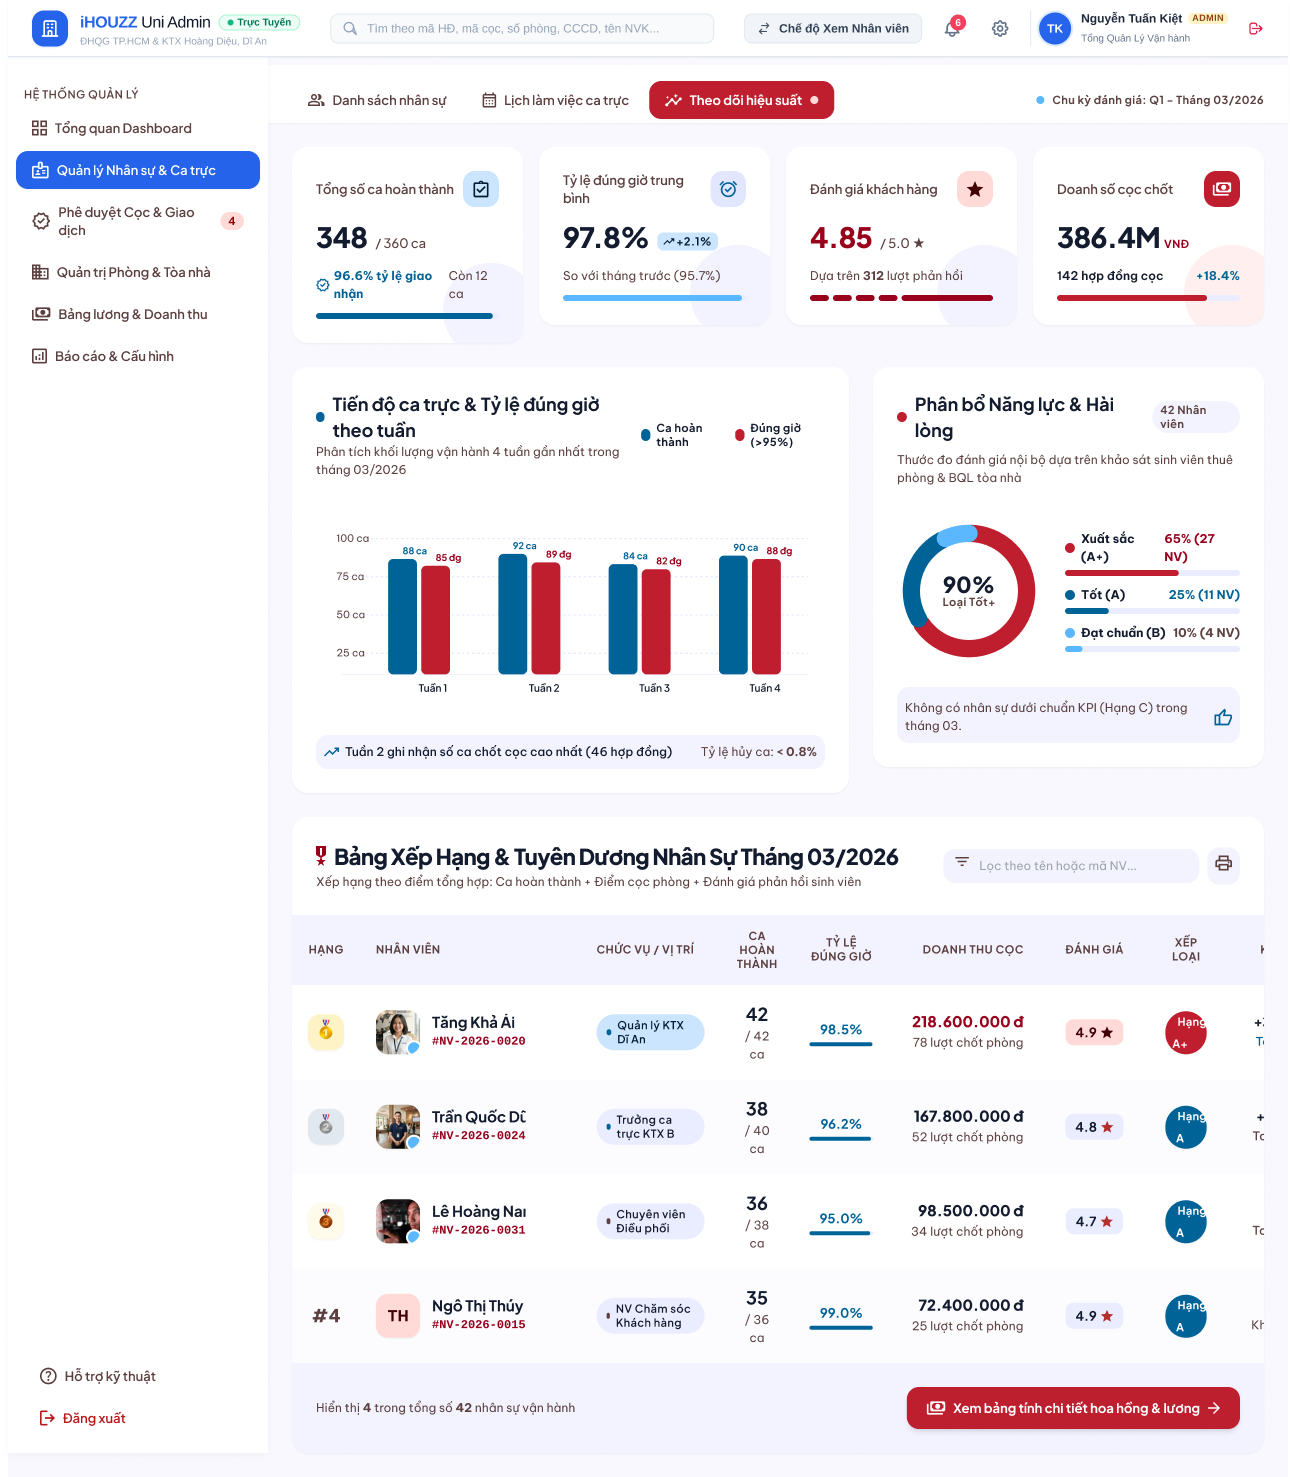 iHOUZZ Uni Admin
Trực Tuyến
ĐHQG TP.HCM & KTX Hoàng Diệu, Dĩ An
Tìm theo mã HĐ, mã cọc, số phòng, CCCD, tên NVK...
Chế độ Xem Nhân viên
6
TK
Nguyễn Tuấn Kiệt
ADMIN
Tổng Quản Lý Vận hành
HỆ THỐNG QUẢN LÝ
Tổng quan Dashboard
Quản lý Nhân sự & Ca trực
Phê duyệt Cọc & Giao
dịch
4
Quản trị Phòng & Tòa nhà
Bảng lương & Doanh thu
Báo cáo & Cấu hình
Hỗ trợ kỹ thuật
Đăng xuất
Danh sách nhân sự
Lịch làm việc ca trực
Theo dõi hiệu suất
Chu kỳ đánh giá: Q1 - Tháng 03/2026
Tổng số ca hoàn thành
348 / 360 ca
96.6% tỷ lệ giao
nhận
Còn 12
ca
Tỷ lệ đúng giờ trung
bình
97.8%
+2.1%
So với tháng trước (95.7%)
Đánh giá khách hàng
4.85 / 5.0 ★
Dựa trên 312 lượt phản hồi
Doanh số cọc chốt
386.4M VNĐ
142 hợp đồng cọc
+18.4%
Tiến độ ca trực & Tỷ lệ đúng giờ
theo tuần
Phân tích khối lượng vận hành 4 tuần gần nhất trong
tháng 03/2026
Ca hoàn
thành
Đúng giờ
(>95%)
100 ca
75 ca
50 ca
25 ca
88 ca
85 đg
92 ca
89 đg
84 ca
82 đg
90 ca
88 đg
Tuần 1
Tuần 2
Tuần 3
Tuần 4
Tuần 2 ghi nhận số ca chốt cọc cao nhất (46 hợp đồng)
Tỷ lệ hủy ca: < 0.8%
Phân bổ Năng lực & Hài
lòng
42 Nhân
viên
Thước đo đánh giá nội bộ dựa trên khảo sát sinh viên thuê
phòng & BQL tòa nhà
90%
Loại Tốt+
Xuất sắc
(A+)
65% (27
NV)
Tốt (A)
25% (11 NV)
Đạt chuẩn (B)
10% (4 NV)
Không có nhân sự dưới chuẩn KPI (Hạng C) trong
tháng 03.
Bảng Xếp Hạng & Tuyên Dương Nhân Sự Tháng 03/2026
Xếp hạng theo điểm tổng hợp: Ca hoàn thành + Điểm cọc phòng + Đánh giá phản hồi sinh viên
Lọc theo tên hoặc mã NV...
HẠNG
NHÂN VIÊN
CHỨC VỤ / VỊ TRÍ
CA
HOÀN
THÀNH
TỶ LỆ
ĐÚNG GIỜ
DOANH THU CỌC
ĐÁNH GIÁ
XẾP
LOẠI
1
Tăng Khả Ái
#NV-2026-0020
Quản lý KTX
Dĩ An
42
/ 42
ca
98.5%
218.600.000 đ
78 lượt chốt phòng
4.9 ★
Hạng
A+
2
Trần Quốc Dũ
#NV-2026-0024
Trưởng ca
trực KTX B
38
/ 40
ca
96.2%
167.800.000 đ
52 lượt chốt phòng
4.8 ★
Hạng
A
3
Lê Hoàng Nam
#NV-2026-0031
Chuyên viên
Điều phối
36
/ 38
ca
95.0%
98.500.000 đ
34 lượt chốt phòng
4.7 ★
Hạng
A
#4
TH
Ngô Thị Thúy
#NV-2026-0015
NV Chăm sóc
Khách hàng
35
/ 36
ca
99.0%
72.400.000 đ
25 lượt chốt phòng
4.9 ★
Hạng
A
Kh
Hiển thị 4 trong tổng số 42 nhân sự vận hành
Xem bảng tính chi tiết hoa hồng & lương